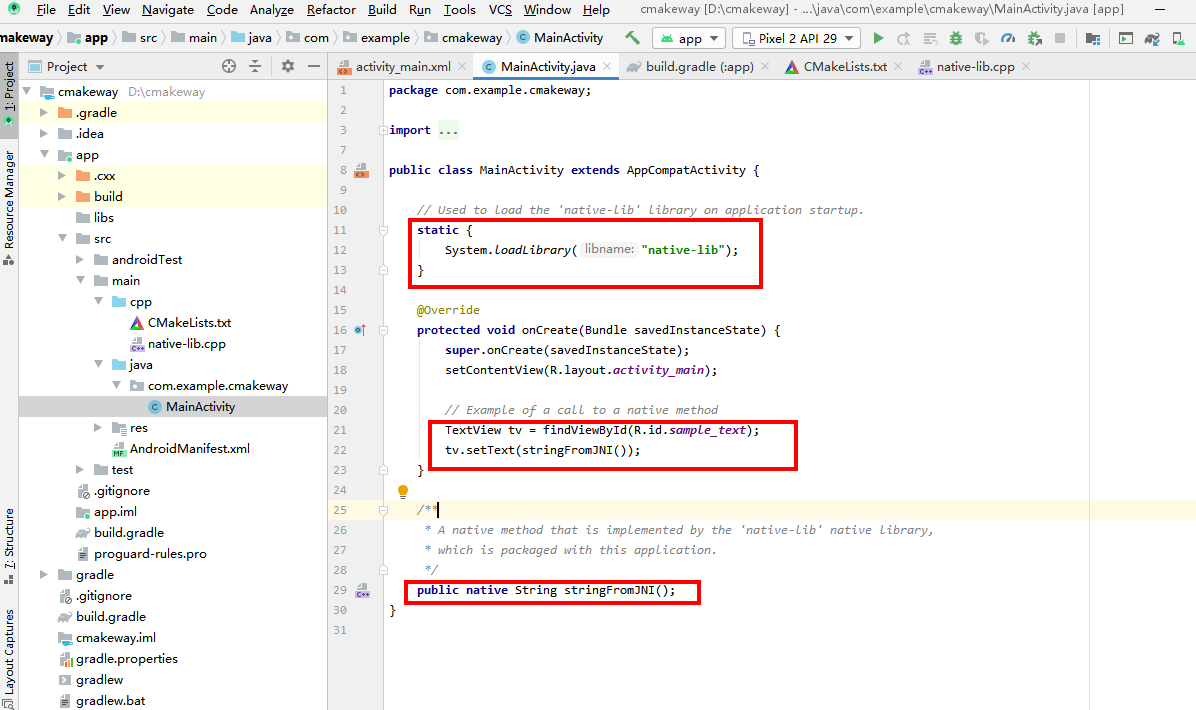 File Edit View Navigate Code Analyze Refactor Build Run Tools VCS Window Help cmakeway [D:\cmakeway] - ...\java\com\example\cmakeway\MainActivity.java [app]
makeway app src main java com example cmakeway MainActivity app Pixel 2 API 29
Project activity_main.xml MainActivity.java build.gradle (:app) CMakeLists.txt native-lib.cpp
1: Project
Resource Manager
7: Structure
Layout Captures
cmakeway D:\cmakeway
.gradle
.idea
app
.cxx
build
libs
src
androidTest
main
cpp
CMakeLists.txt
native-lib.cpp
java
com.example.cmakeway
MainActivity
res
AndroidManifest.xml
test
.gitignore
app.iml
build.gradle
proguard-rules.pro
gradle
.gitignore
build.gradle
cmakeway.iml
gradle.properties
gradlew
gradlew.bat
1 package com.example.cmakeway;
2
3 import ...
7
8 public class MainActivity extends AppCompatActivity {
9
10 // Used to load the 'native-lib' library on application startup.
11 static {
12 System.loadLibrary( libname: "native-lib");
13 }
14
15 @Override
16 protected void onCreate(Bundle savedInstanceState) {
17 super.onCreate(savedInstanceState);
18 setContentView(R.layout.activity_main);
19
20 // Example of a call to a native method
21 TextView tv = findViewById(R.id.sample_text);
22 tv.setText(stringFromJNI());
23 }
24
25 /**
26 * A native method that is implemented by the 'native-lib' native library,
27 * which is packaged with this application.
28 */
29 public native String stringFromJNI();
30 }
31